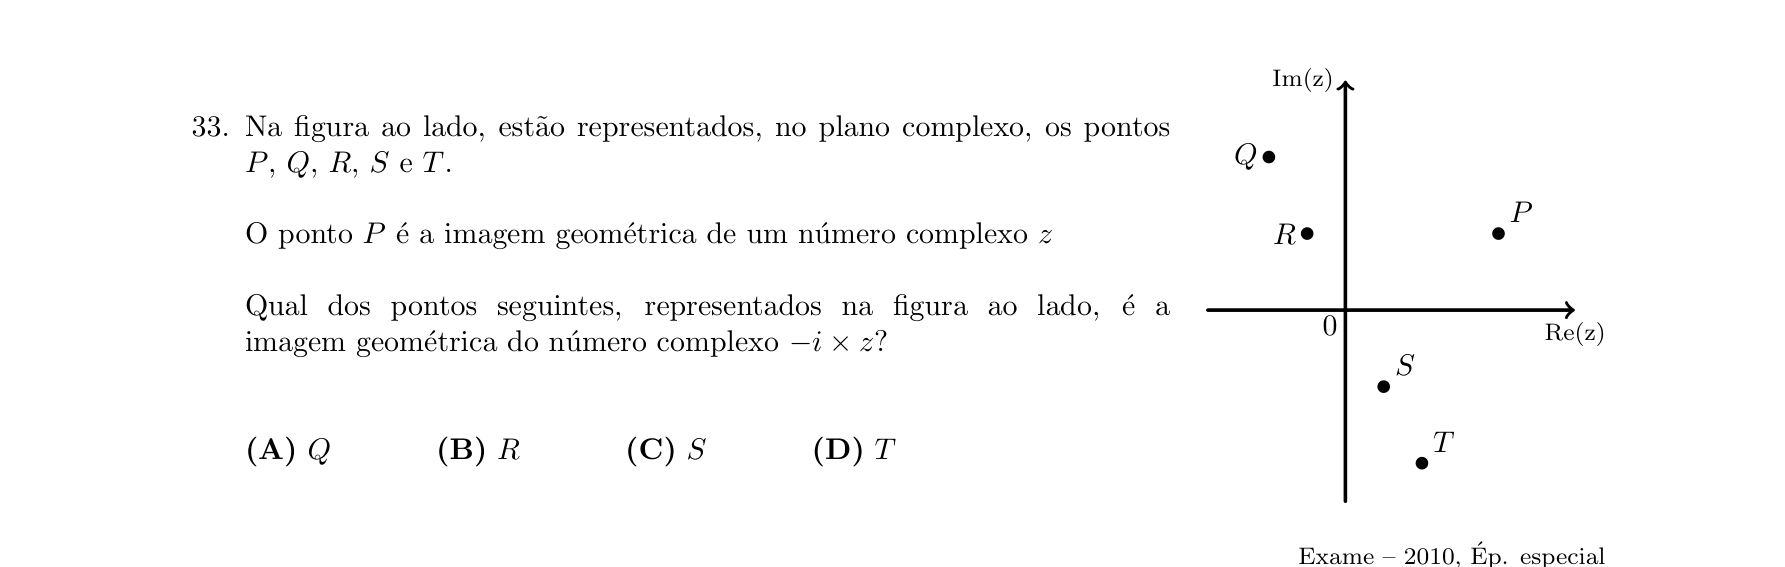 33. Na figura ao lado, estão representados, no plano complexo, os pontos
P, Q, R, S e T.
O ponto P é a imagem geométrica de um número complexo z
Qual dos pontos seguintes, representados na figura ao lado, é a
imagem geométrica do número complexo −i × z?
(A) Q (B) R (C) S (D) T
Im(z)
Q
P
R
0
Re(z)
S
T
Exame – 2010, Ép. especial